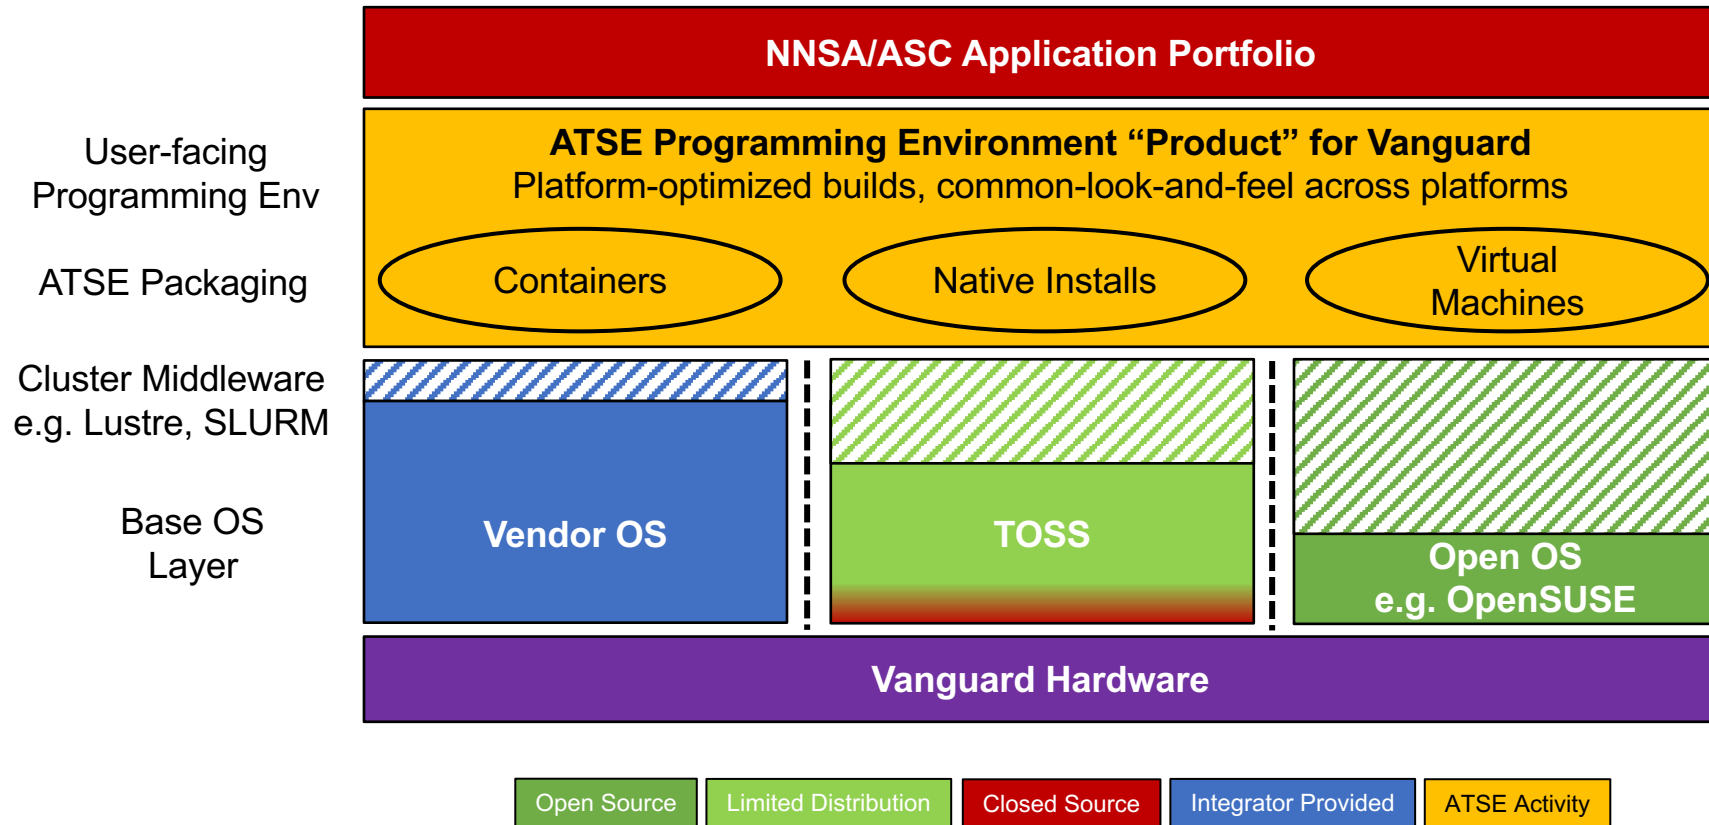 NNSA/ASC Application Portfolio
User-facing
Programming Env
ATSE Programming Environment “Product” for Vanguard
Platform-optimized builds, common-look-and-feel across platforms
ATSE Packaging
Containers
Native Installs
Virtual
Machines
Cluster Middleware
e.g. Lustre, SLURM
Base OS
Layer
Vendor OS
TOSS
Open OS
e.g. OpenSUSE
Vanguard Hardware
Open Source
Limited Distribution
Closed Source
Integrator Provided
ATSE Activity